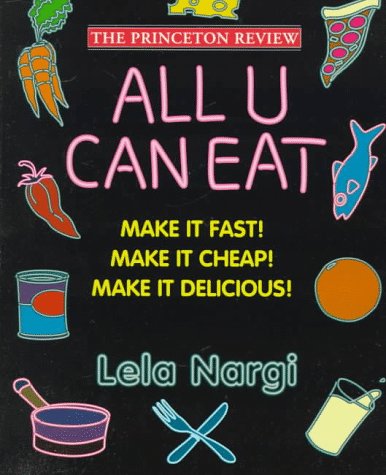 THE PRINCETON REVIEW
ALL U
CAN EAT
MAKE IT FAST!
MAKE IT CHEAP!
MAKE IT DELICIOUS!
Lela Nargi